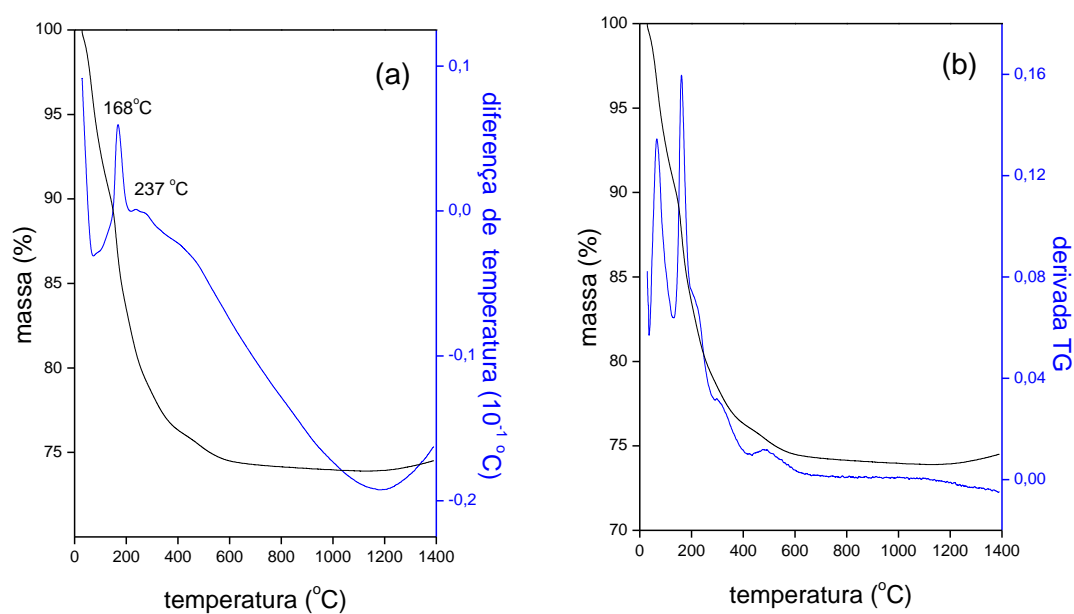 (a)
100
95
90
85
80
75
massa (%)
168°C
237 °C
0,1
0,0
-0,1
-0,2
diferença de temperatura (10⁻¹ °C)
0 200 400 600 800 1000 1200 1400
temperatura (°C)
(b)
100
95
90
85
80
75
70
massa (%)
0,16
0,12
0,08
0,04
0,00
derivada TG
0 200 400 600 800 1000 1200 1400
temperatura (°C)